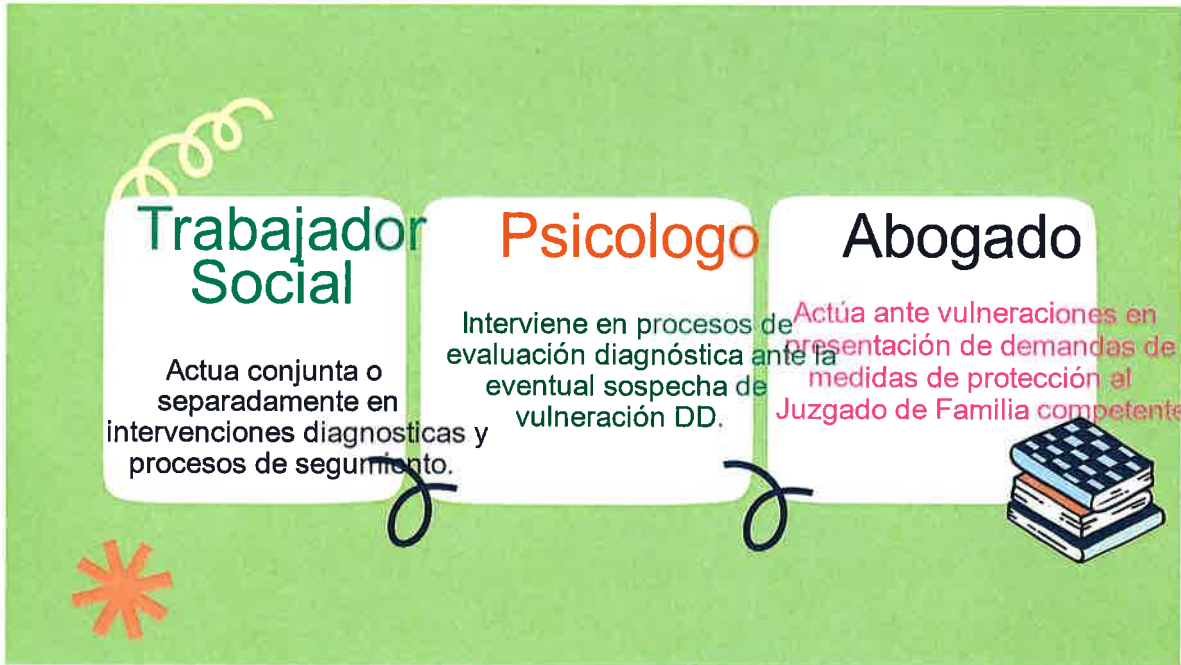 Trabajador
Social
Actua conjunta o
separadamente en
intervenciones diagnosticas y
procesos de segumiento.
Psicologo
Interviene en procesos de
evaluación diagnóstica ante la
eventual sospecha de
vulneración DD.
Abogado
Actúa ante vulneraciones en
presentación de demandas de
medidas de protección al
Juzgado de Familia competente